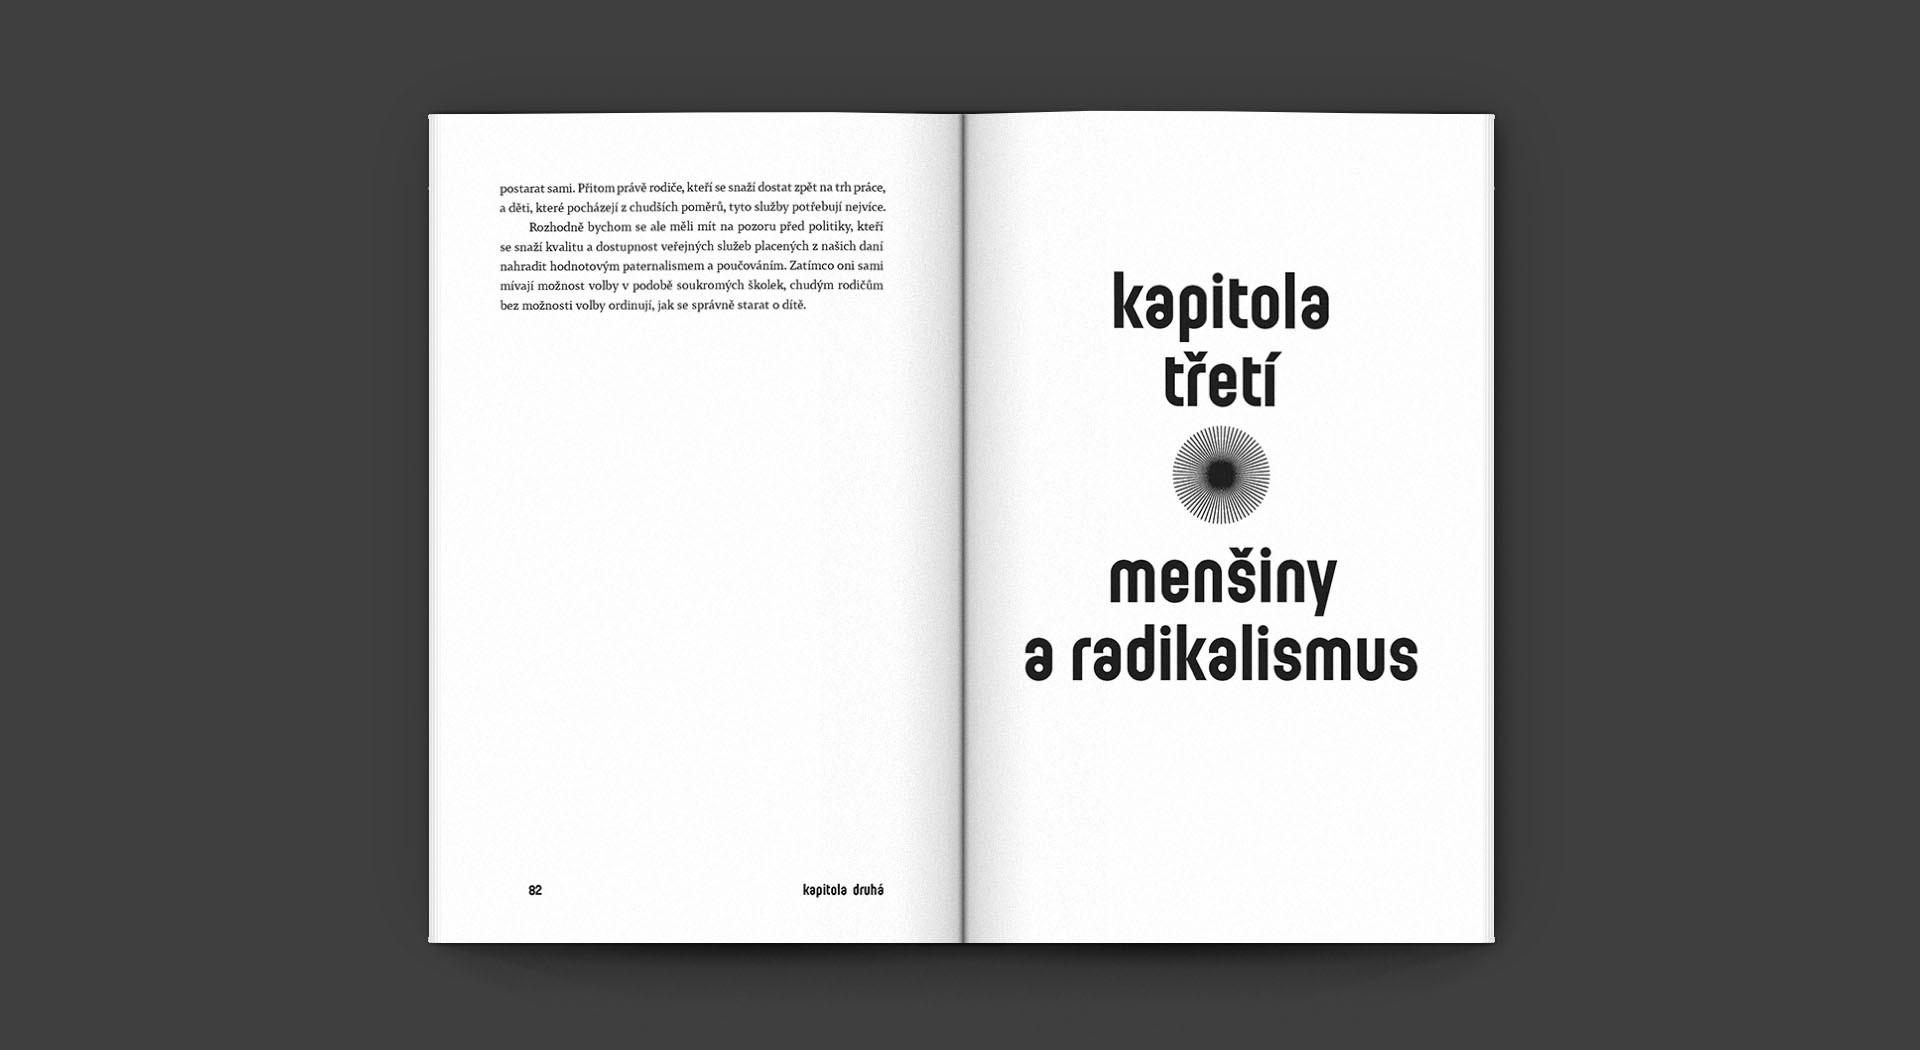 postarat sami. Přitom právě rodiče, kteří se snaží dostat zpět na trh práce,
a děti, které pocházejí z chudších poměrů, tyto služby potřebují nejvíce.
Rozhodně bychom se ale měli mít na pozoru před politiky, kteří
se snaží kvalitu a dostupnost veřejných služeb placených z našich daní
nahradit hodnotovým paternalismem a poučováním. Zatímco oni sami
mívají možnost volby v podobě soukromých školek, chudým rodičům
bez možnosti volby ordinují, jak se správně starat o dítě.
82 kapitola druhá
kapitola
třetí
menšiny
a radikalismus